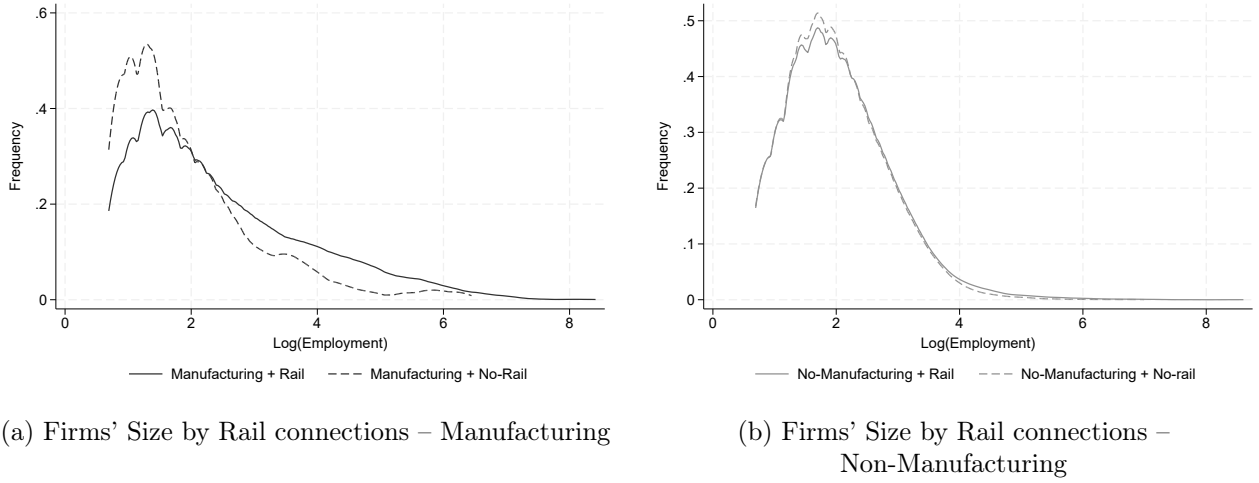 .6
.4
.2
0
Frequency
0 2 4 6 8
Log(Employment)
Manufacturing + Rail Manufacturing + No-Rail
(a) Firms' Size by Rail connections – Manufacturing
.5
.4
.3
.2
.1
0
Frequency
0 2 4 6 8
Log(Employment)
No-Manufacturing + Rail No-Manufacturing + No-rail
(b) Firms' Size by Rail connections –
Non-Manufacturing